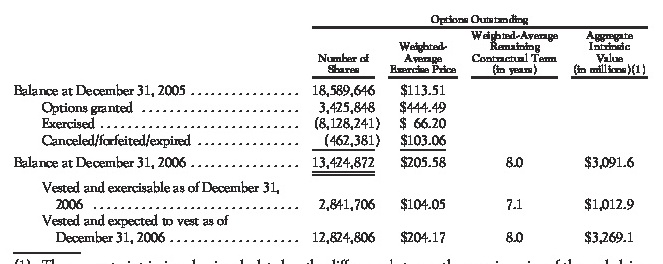 Options Outstanding
Number of Shares Weighted-Average Exercise Price Weighted-Average Remaining Contractual Term (in years) Aggregate Intrinsic Value (in millions)(1)
Balance at December 31, 2005 .................. 18,589,646 $113.51
Options granted .......................... 3,425,848 $444.49
Exercised ................................ (8,128,241) $ 66.20
Canceled/forfeited/expired ................ (462,381) $103.06
Balance at December 31, 2006 .................. 13,424,872 $205.58 8.0 $3,091.6
Vested and exercisable as of December 31,
2006 ................................. 2,841,706 $104.05 7.1 $1,012.9
Vested and expected to vest as of
December 31, 2006 ..................... 12,824,806 $204.17 8.0 $3,269.1